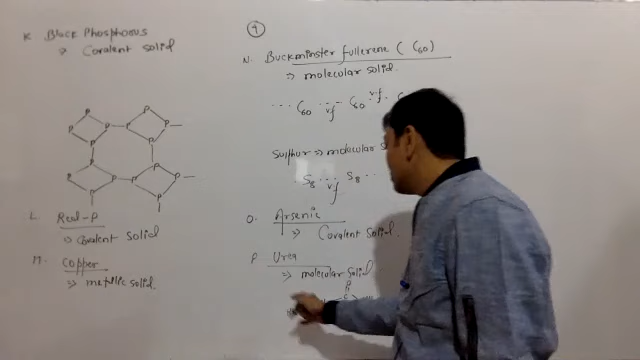 K. Black Phosphorus
⇒ Covalent solid
P P P P P P P P P P P P P P P P
L. Red-P
⇒ Covalent solid
M. Copper
⇒ metallic solid.
9
N. Buckminster fullerene ( C60)
⇒ molecular solid.
... C60 ... C60 ... C
vf vf
Sulphur ⇒ molecular s
S8 ... S8 ..
vf
O. Arsenic
⇒ Covalent Solid.
P Urea
⇒ molecular solid